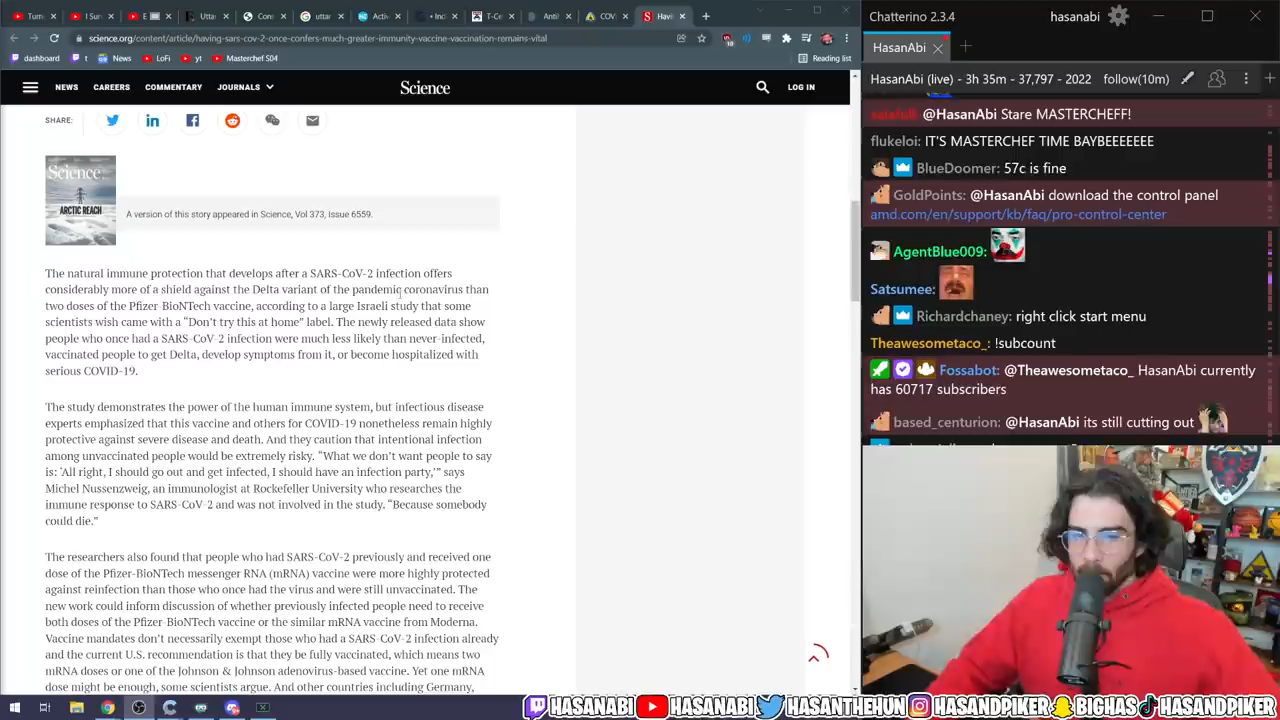 Tume
I Sun
E
Uttar
Con
uttar
Activ
Ind
T-Ce
Anti
COV
Havi
science.org/content/article/having-sars-cov-2-once-confers-much-greater-immunity-vaccine-vaccination-remains-vital
dashboard
t
News
LoFi
yt
Masterchef S04
Reading list
NEWS CAREERS COMMENTARY JOURNALS
Science
LOG IN
SHARE:
Science
ARCTIC REACH
A version of this story appeared in Science, Vol 373, Issue 6559.
The natural immune protection that develops after a SARS-CoV-2 infection offers
considerably more of a shield against the Delta variant of the pandemic coronavirus than
two doses of the Pfizer-BioNTech vaccine, according to a large Israeli study that some
scientists wish came with a “Don’t try this at home” label. The newly released data show
people who once had a SARS-CoV-2 infection were much less likely than never-infected,
vaccinated people to get Delta, develop symptoms from it, or become hospitalized with
serious COVID-19.
The study demonstrates the power of the human immune system, but infectious disease
experts emphasized that this vaccine and others for COVID-19 nonetheless remain highly
protective against severe disease and death. And they caution that intentional infection
among unvaccinated people would be extremely risky. “What we don’t want people to say
is: ‘All right, I should go out and get infected, I should have an infection party,’” says
Michel Nussenzweig, an immunologist at Rockefeller University who researches the
immune response to SARS-CoV-2 and was not involved in the study. “Because somebody
could die.”
The researchers also found that people who had SARS-CoV-2 previously and received one
dose of the Pfizer-BioNTech messenger RNA (mRNA) vaccine were more highly protected
against reinfection than those who once had the virus and were still unvaccinated. The
new work could inform discussion of whether previously infected people need to receive
both doses of the Pfizer-BioNTech vaccine or the similar mRNA vaccine from Moderna.
Vaccine mandates don’t necessarily exempt those who had a SARS-CoV-2 infection already
and the current U.S. recommendation is that they be fully vaccinated, which means two
mRNA doses or one of the Johnson & Johnson adenovirus-based vaccine. Yet one mRNA
dose might be enough, some scientists argue. And other countries including Germany,
Chatterino 2.3.4
hasanabi
HasanAbi
HasanAbi (live) - 3h 35m - 37,797 - 2022 follow(10m)
@HasanAbi Stare MASTERCHEFF!
flukeloi: IT'S MASTERCHEF TIME BAYBEEEEEEE
BlueDoomer: 57c is fine
GoldPoints: @HasanAbi download the control panel
amd.com/en/support/kb/faq/pro-control-center
AgentBlue009:
Satsumee:
Richardchaney: right click start menu
Theawesometaco_: !subcount
Fossabot: @Theawesometaco_ HasanAbi currently
has 60717 subscribers
based_centurion: @HasanAbi its still cutting out
HASANABI HASANABI HASANTHEHUN HASANDPIKER BIGHAS HASANDPIKER